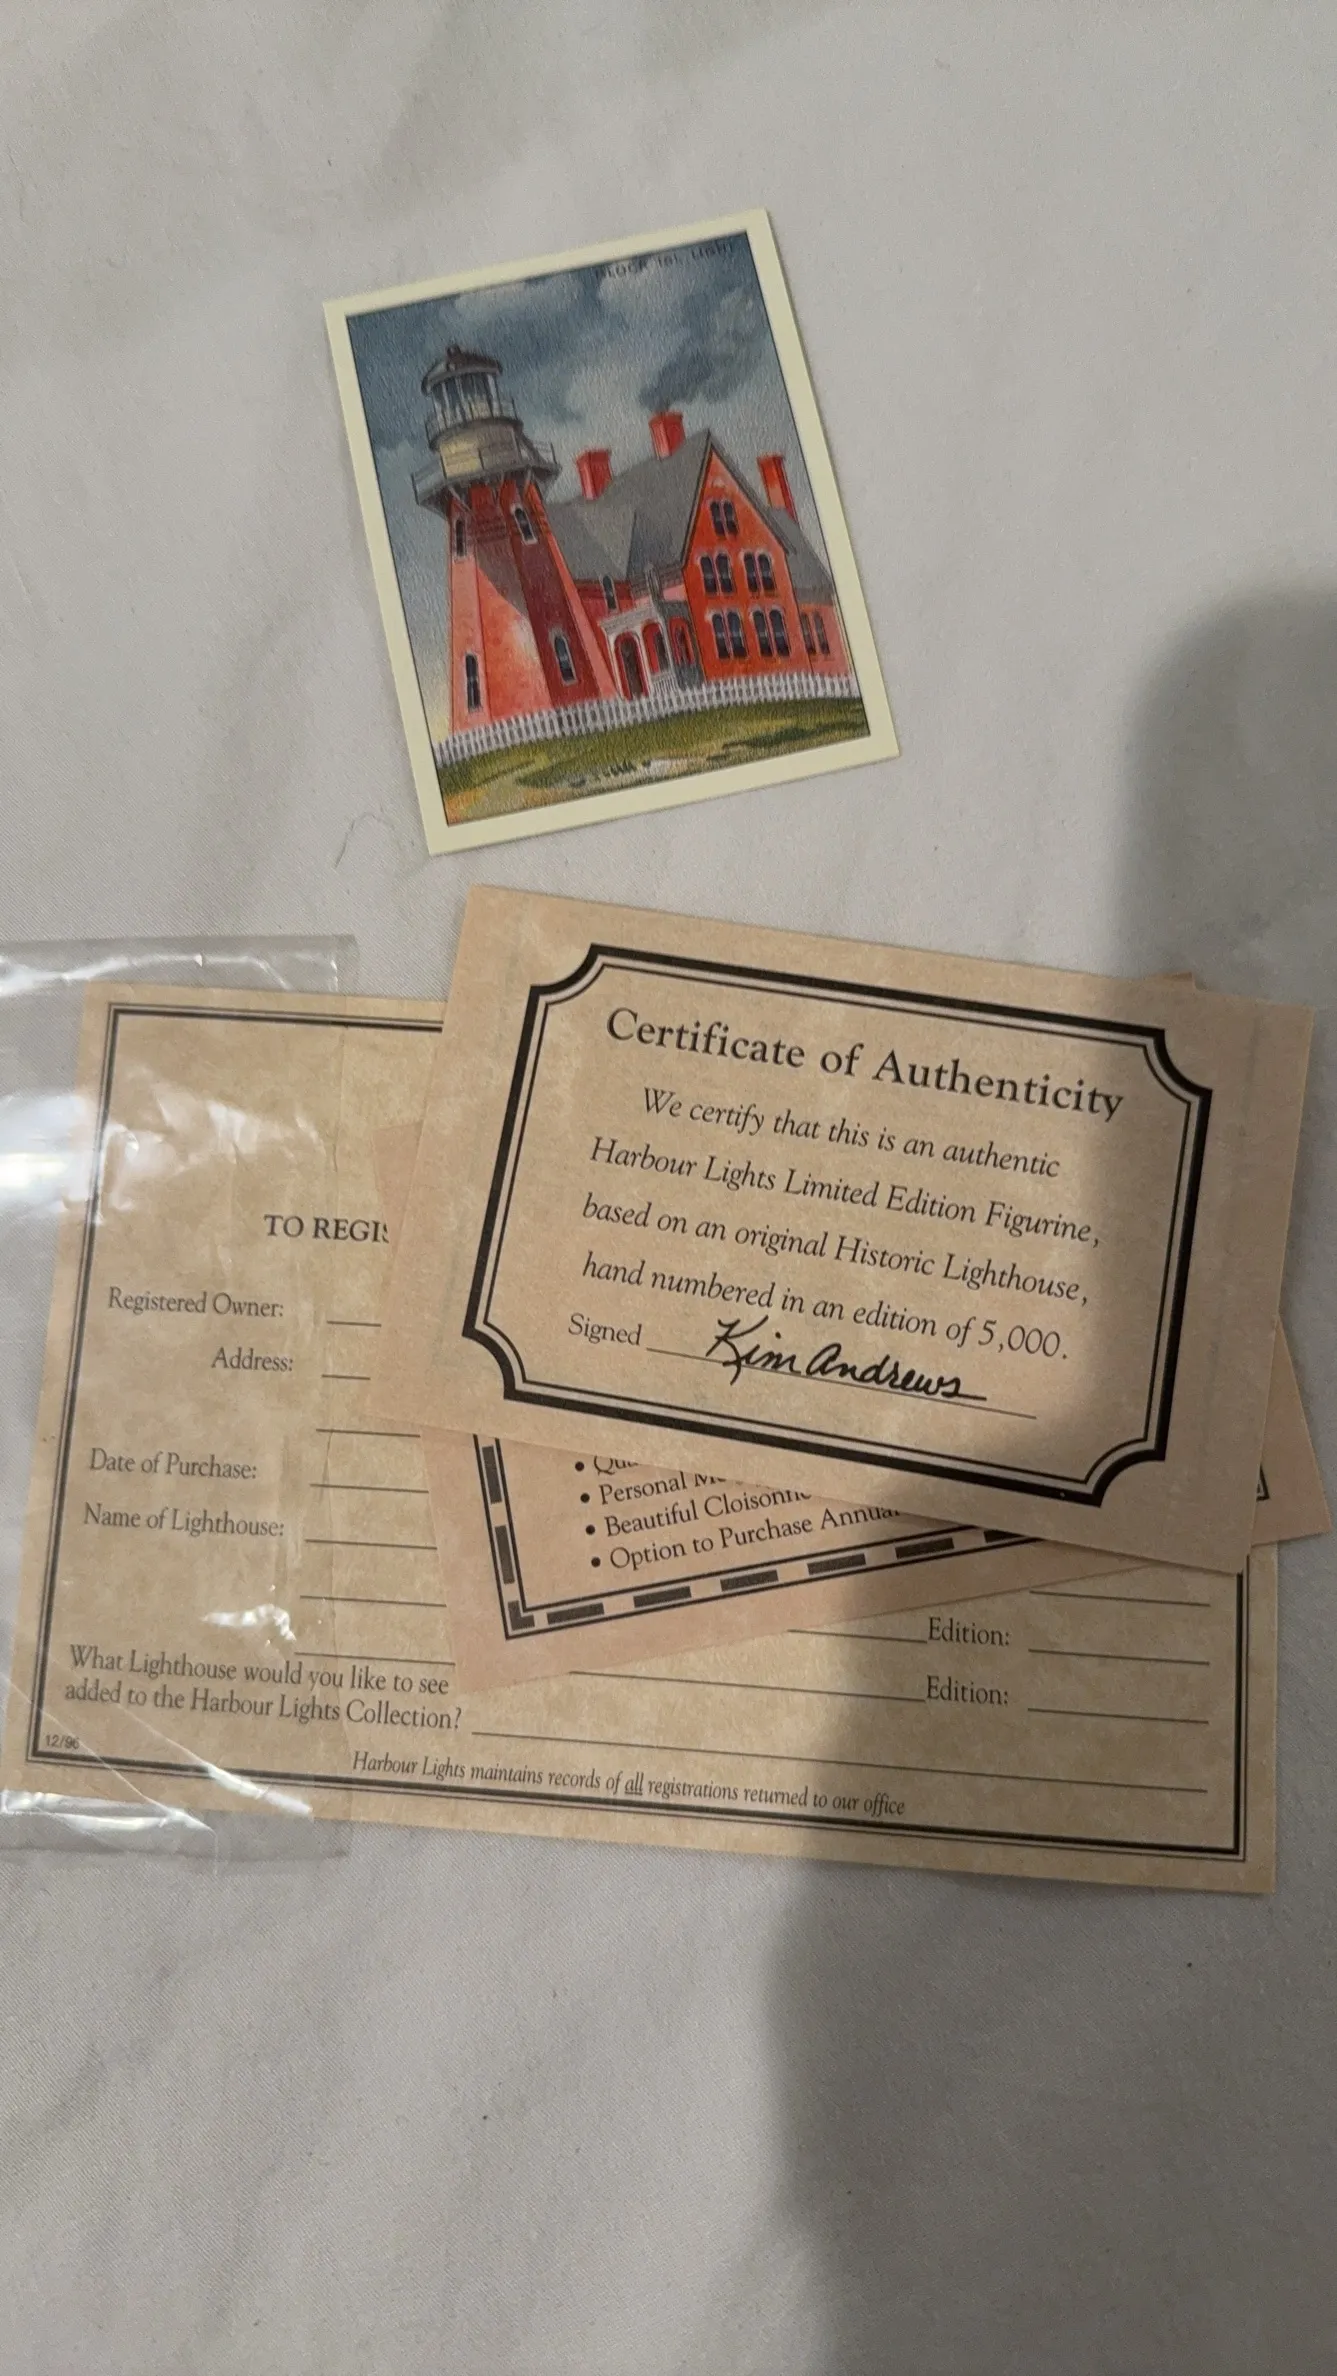 BLOCK ISL. LIGHT
Certificate of Authenticity
We certify that this is an authentic
Harbour Lights Limited Edition Figurine,
based on an original Historic Lighthouse,
hand numbered in an edition of 5,000.
Signed Kim Andrews
TO
Registered Owner:
Address:
Date of Purchase:
Name of Lighthouse:
• Personal
• Beautiful
• Option to Purchase
Edition:
Edition:
What Lighthouse would you like to see
added to the Harbour Lights Collection?
12/96
Harbour Lights maintains records of all registrations returned to our office